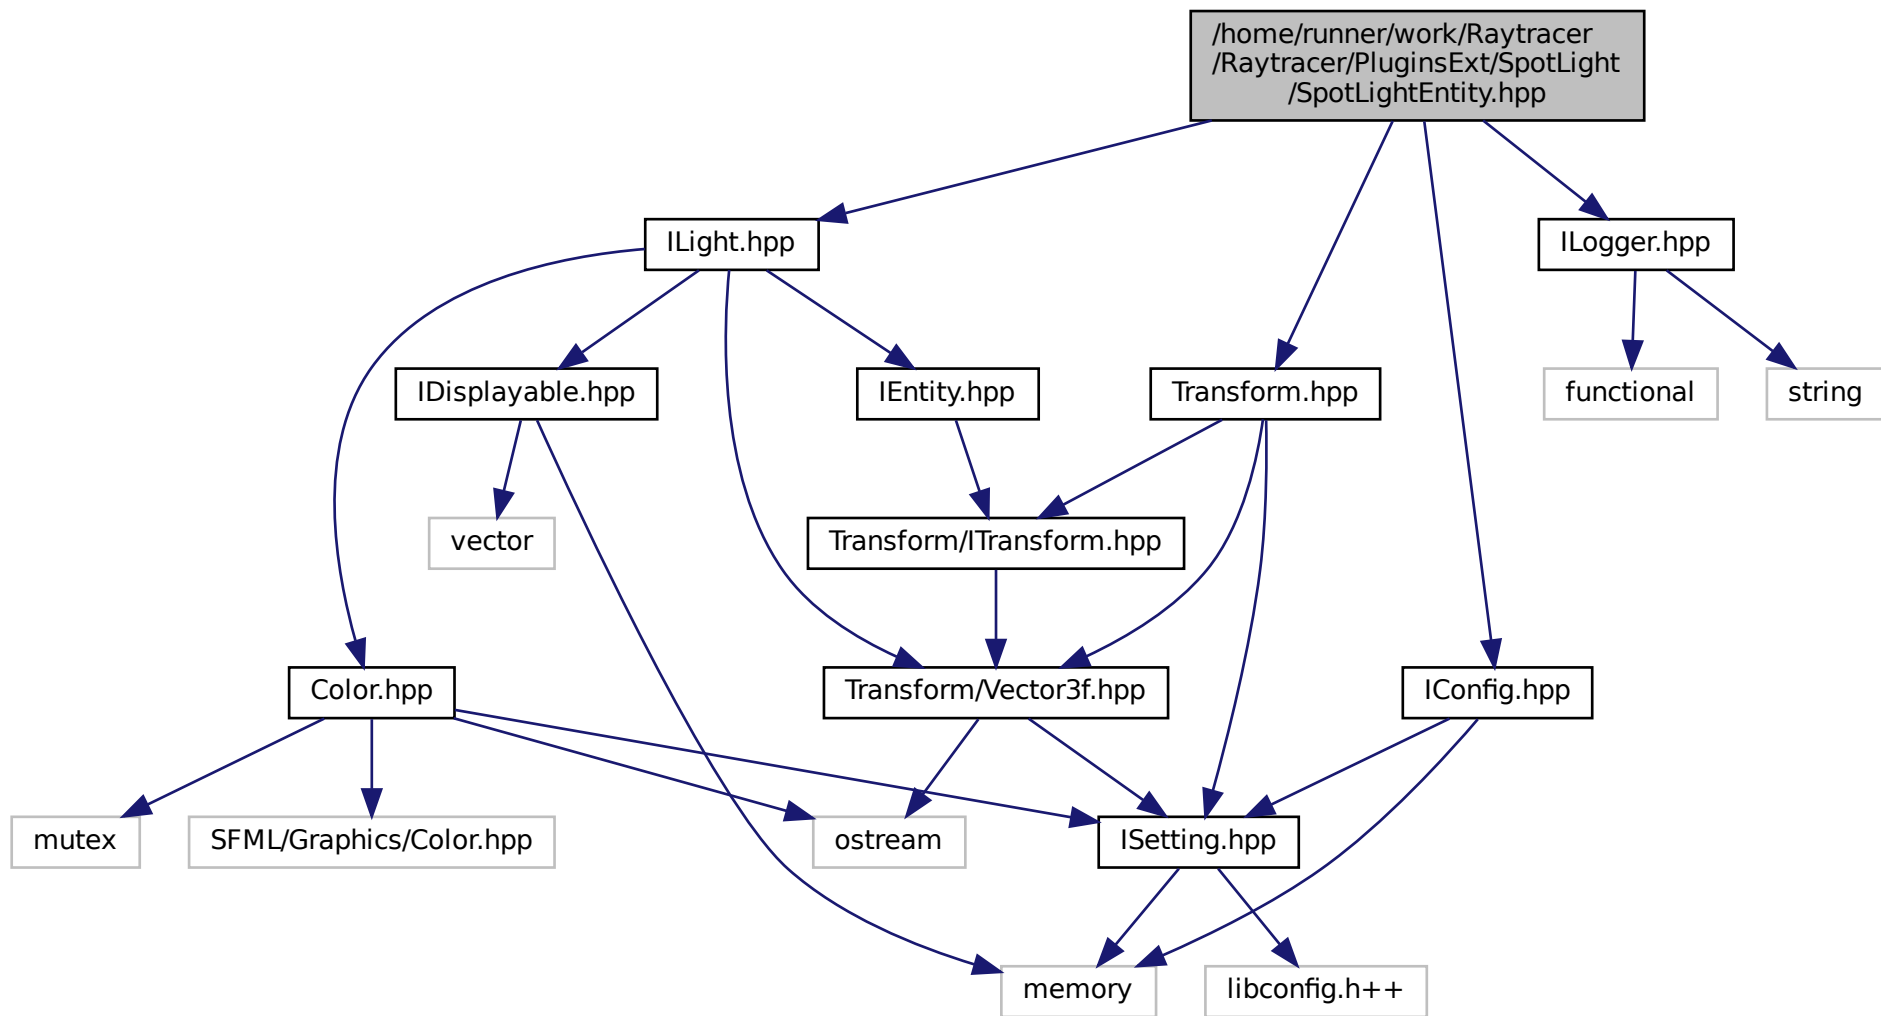 /home/runner/work/Raytracer
/Raytracer/PluginsExt/SpotLight
/SpotLightEntity.hpp
ILight.hpp
ILogger.hpp
IDisplayable.hpp
IEntity.hpp
Transform.hpp
functional
string
vector
Transform/ITransform.hpp
Color.hpp
Transform/Vector3f.hpp
IConfig.hpp
mutex
SFML/Graphics/Color.hpp
ostream
ISetting.hpp
memory
libconfig.h++